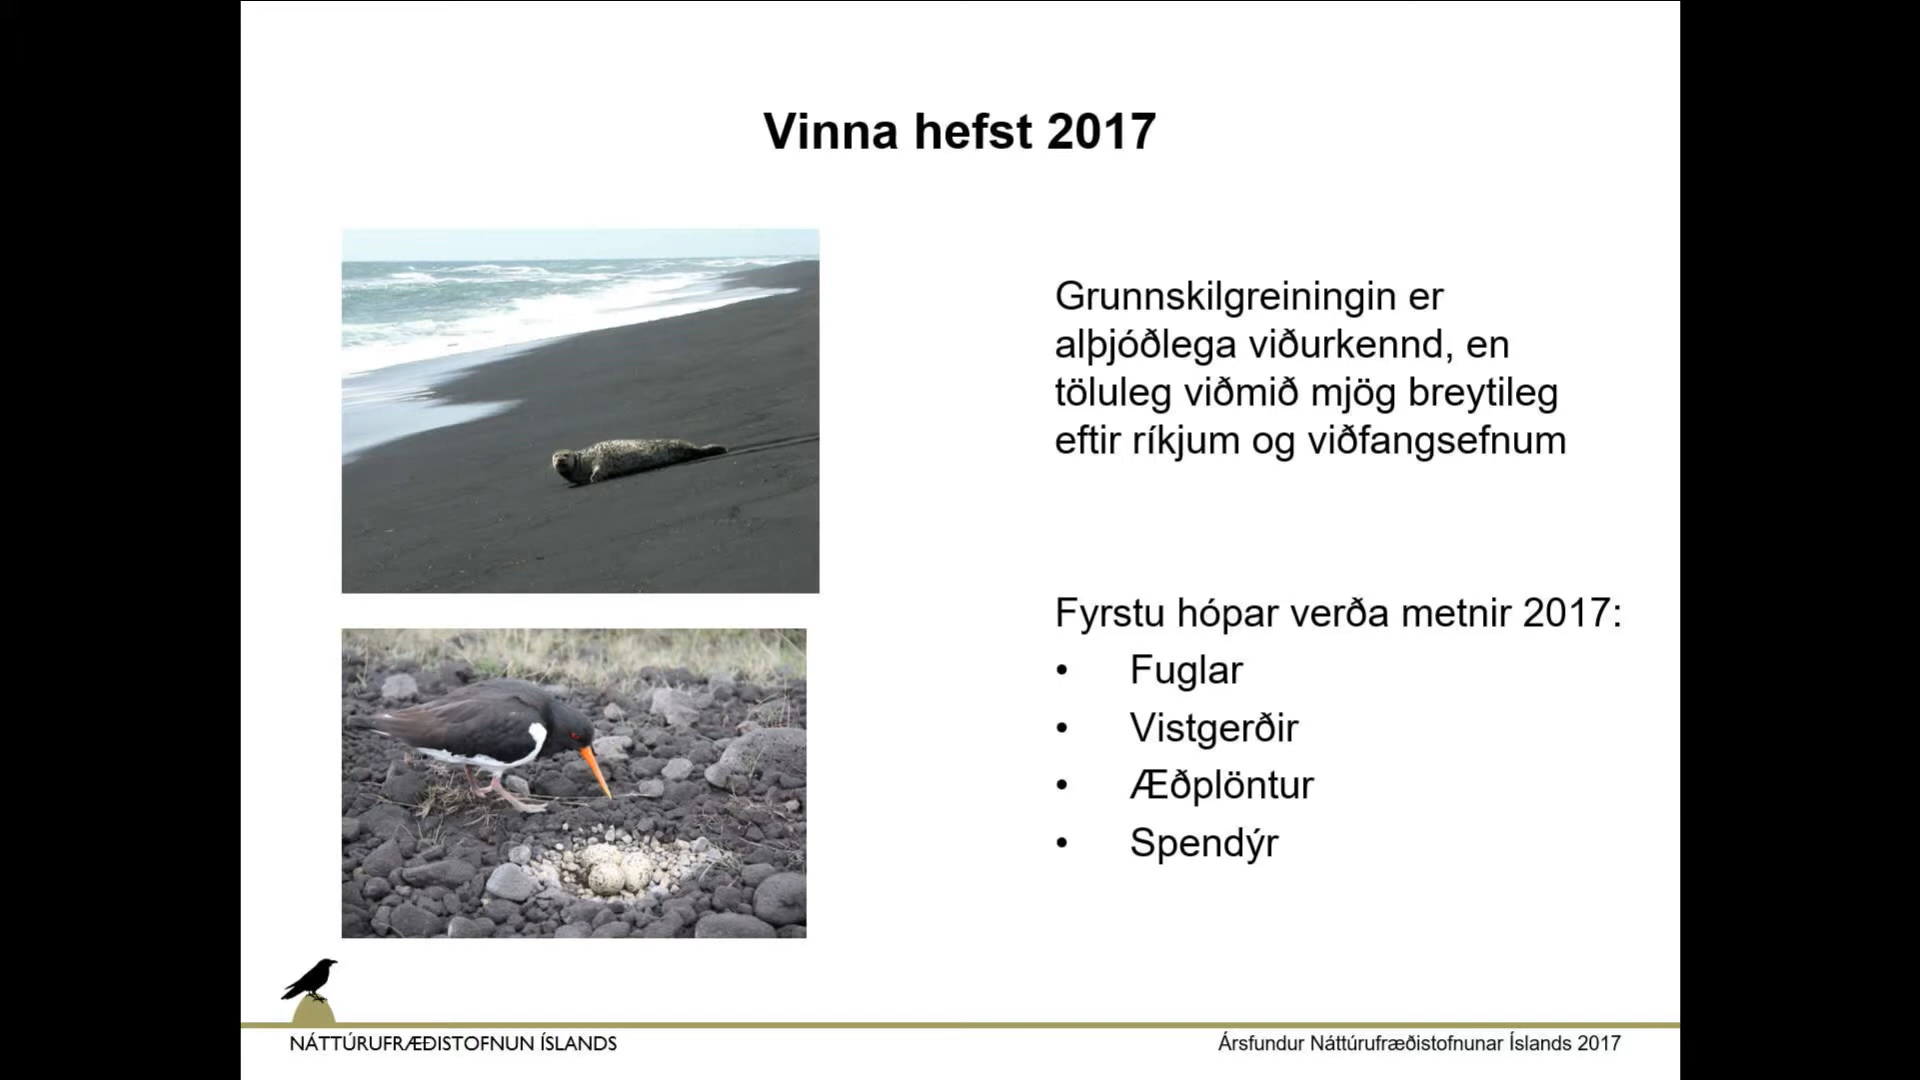 Vinna hefst 2017
Grunnskilgreiningin er
alþjóðlega viðurkennd, en
töluleg viðmið mjög breytileg
eftir ríkjum og viðfangsefnum
Fyrstu hópar verða metnir 2017:
• Fuglar
• Vistgerðir
• Æðplöntur
• Spendýr
NÁTTÚRUFRÆÐISTOFNUN ÍSLANDS
Ársfundur Náttúrufræðistofnunar Íslands 2017